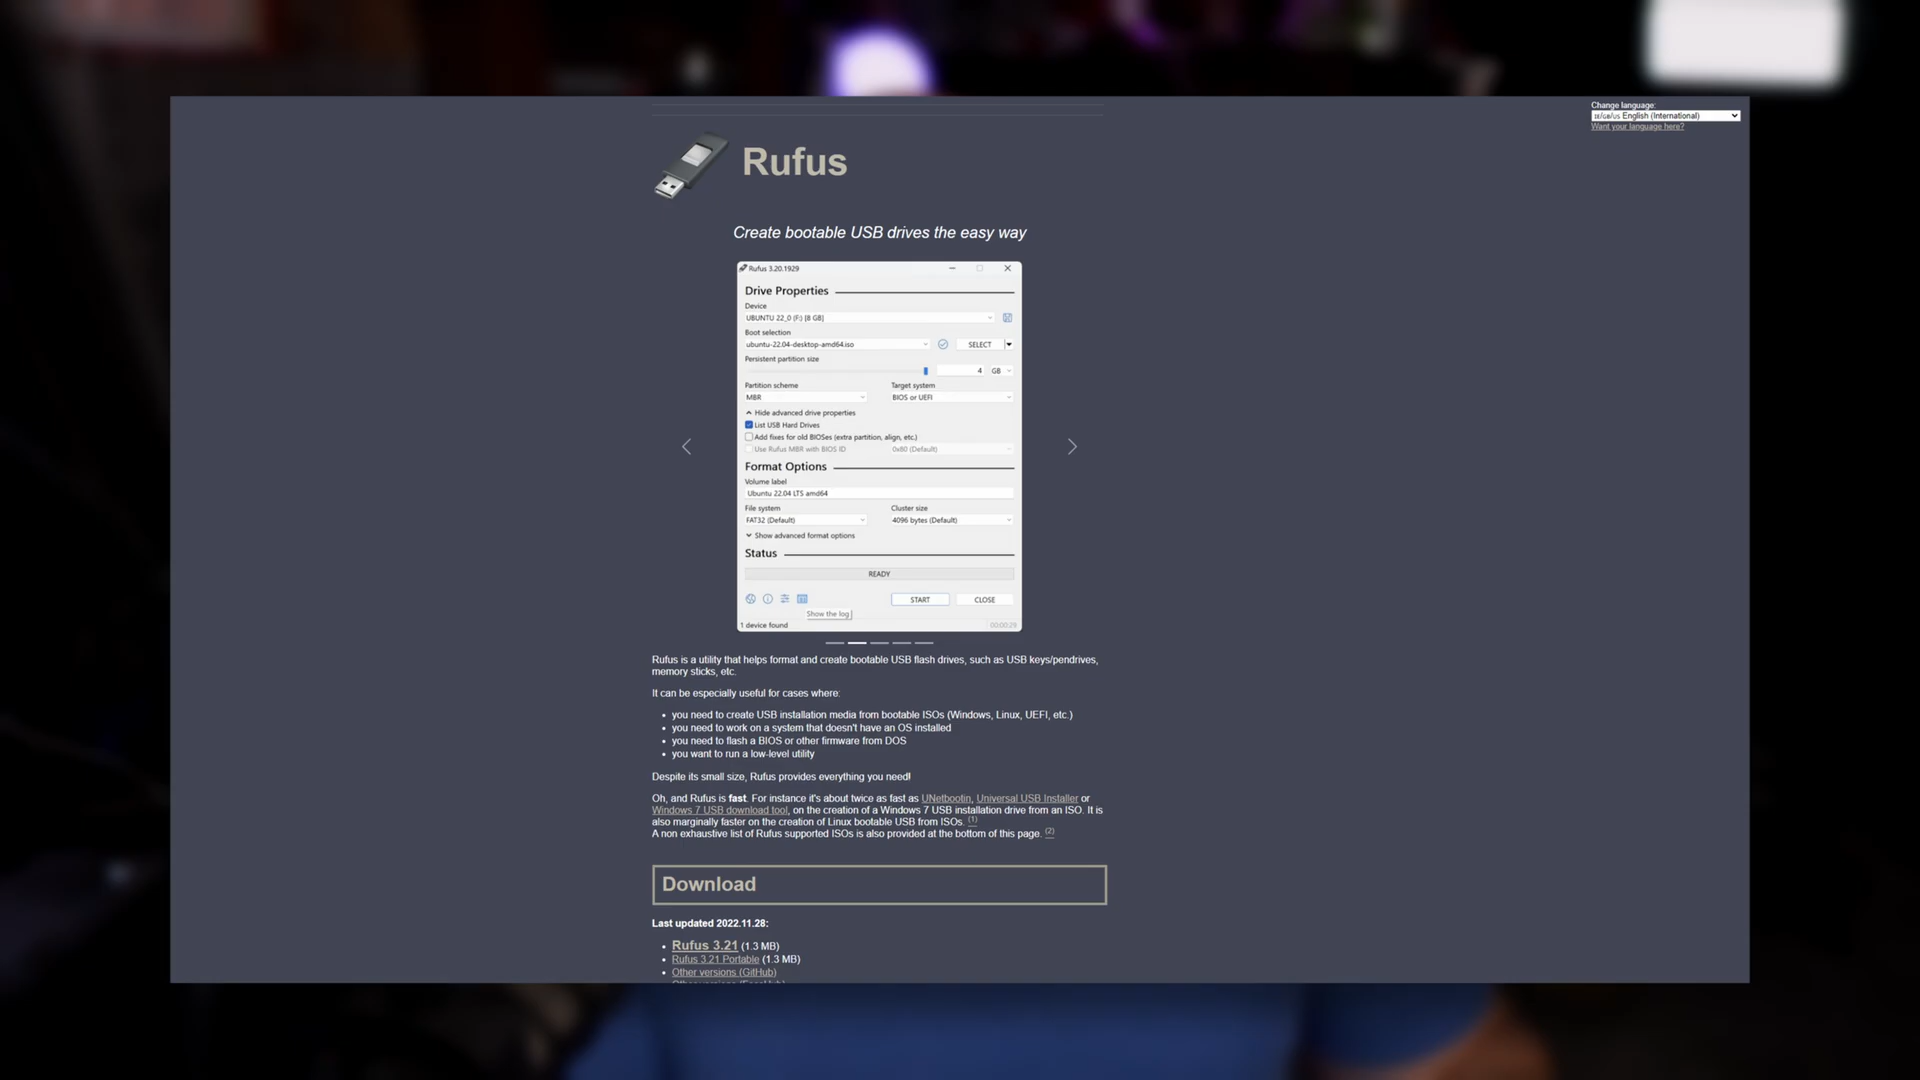 Change language:
English (International)
Want your language here?
Rufus
Create bootable USB drives the easy way
Rufus 3.20.1929
Drive Properties
Device
UBUNTU 22_0 (F:) [8 GB]
Boot selection
ubuntu-22.04-desktop-amd64.iso
SELECT
Persistent partition size
4 GB
Partition scheme Target system
MBR BIOS or UEFI
Hide advanced drive properties
List USB Hard Drives
Add fixes for old BIOSes (extra partition, align, etc.)
Use Rufus MBR with BIOS ID 0x80 (Default)
Format Options
Volume label
Ubuntu 22.04 LTS amd64
File system Cluster size
FAT32 (Default) 4096 bytes (Default)
Show advanced format options
Status
READY
START CLOSE
Show the log
1 device found 00:00:29
Rufus is a utility that helps format and create bootable USB flash drives, such as USB keys/pendrives,
memory sticks, etc.
It can be especially useful for cases where:
• you need to create USB installation media from bootable ISOs (Windows, Linux, UEFI, etc.)
• you need to work on a system that doesn't have an OS installed
• you need to flash a BIOS or other firmware from DOS
• you want to run a low-level utility
Despite its small size, Rufus provides everything you need!
Oh, and Rufus is fast. For instance it's about twice as fast as UNetbootin, Universal USB Installer or
Windows 7 USB download tool, on the creation of a Windows 7 USB installation drive from an ISO. It is
also marginally faster on the creation of Linux bootable USB from ISOs. (1)
A non exhaustive list of Rufus supported ISOs is also provided at the bottom of this page. (2)
Download
Last updated 2022.11.28:
• Rufus 3.21 (1.3 MB)
• Rufus 3.21 Portable (1.3 MB)
• Other versions (GitHub)